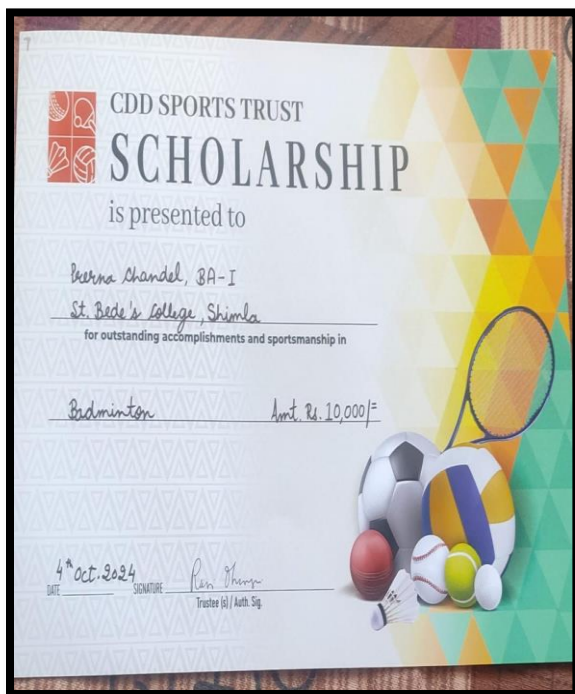 CDD SPORTS TRUST
SCHOLARSHIP
is presented to
Prerna Chandel, BA-I
St. Bede's College, Shimla
for outstanding accomplishments and sportsmanship in
Badminton Amt. Rs. 10,000/=
4th Oct. 2024
DATE SIGNATURE
Trustee (s) / Auth. Sig.